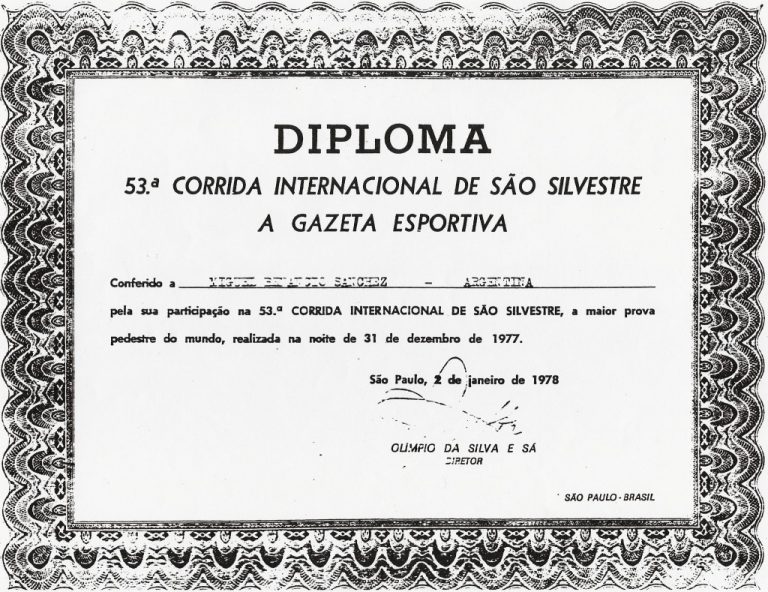 DIPLOMA
53.ª CORRIDA INTERNACIONAL DE SÃO SILVESTRE
A GAZETA ESPORTIVA
Conferido a MIGUEL BENANCIO SANCHEZ - ARGENTINA
pela sua participação na 53.ª CORRIDA INTERNACIONAL DE SÃO SILVESTRE, a maior prova
pedestre do mundo, realizada na noite de 31 de dezembro de 1977.
São Paulo, 2 de janeiro de 1978
OLIMPIO DA SILVA E SÁ
DIRETOR
SÃO PAULO - BRASIL